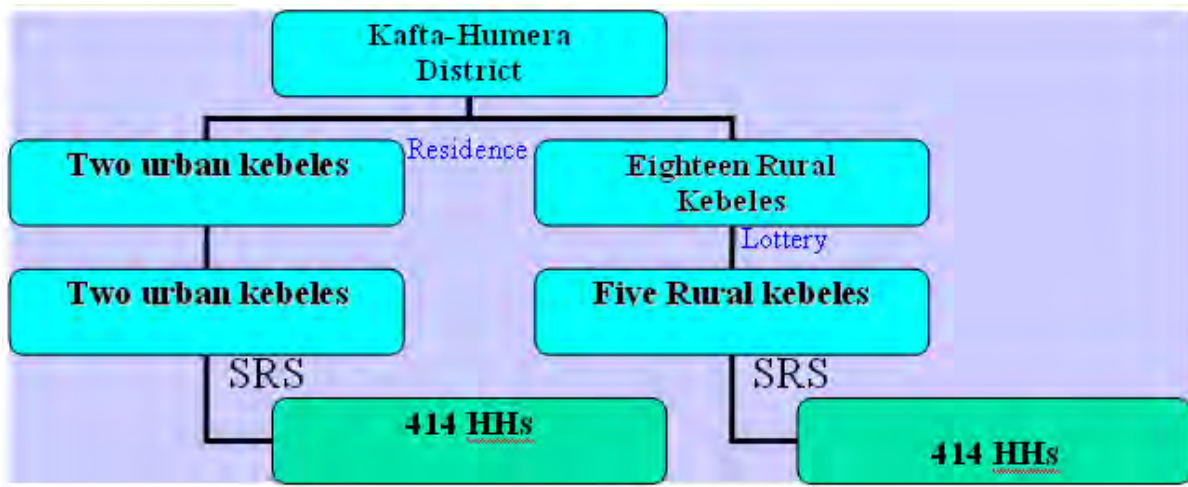 Kafta-Humera
District
Residence
Two urban kebeles
Eighteen Rural
Kebeles
Lottery
Two urban kebeles
Five Rural kebeles
SRS
SRS
414 HHs
414 HHs